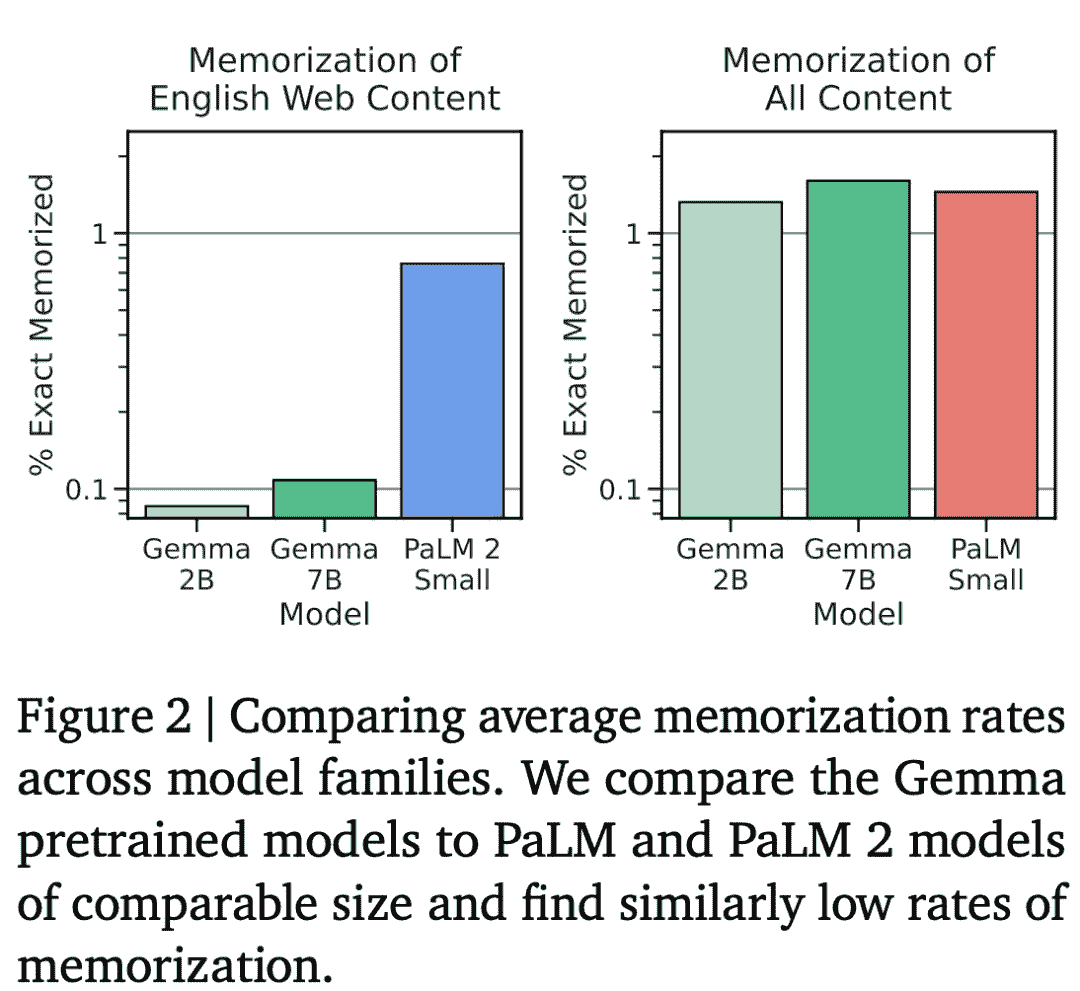 Memorization of
English Web Content
% Exact Memorized
1
0.1
Gemma
2B
Gemma
7B
PaLM 2
Small
Model
Memorization of
All Content
% Exact Memorized
1
0.1
Gemma
2B
Gemma
7B
PaLM
Small
Model
Figure 2 | Comparing average memorization rates
across model families. We compare the Gemma
pretrained models to PaLM and PaLM 2 models
of comparable size and find similarly low rates of
memorization.